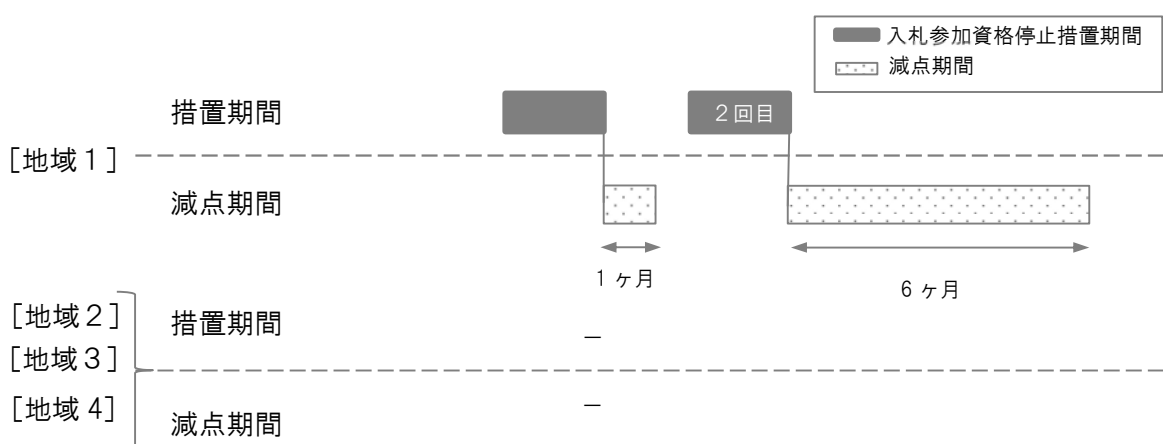 入札参加資格停止措置期間
減点期間
措置期間
2回目
[地域1]
減点期間
1 ヶ月
6 ヶ月
[地域2]
措置期間
－
[地域3]
[地域4]
－
減点期間